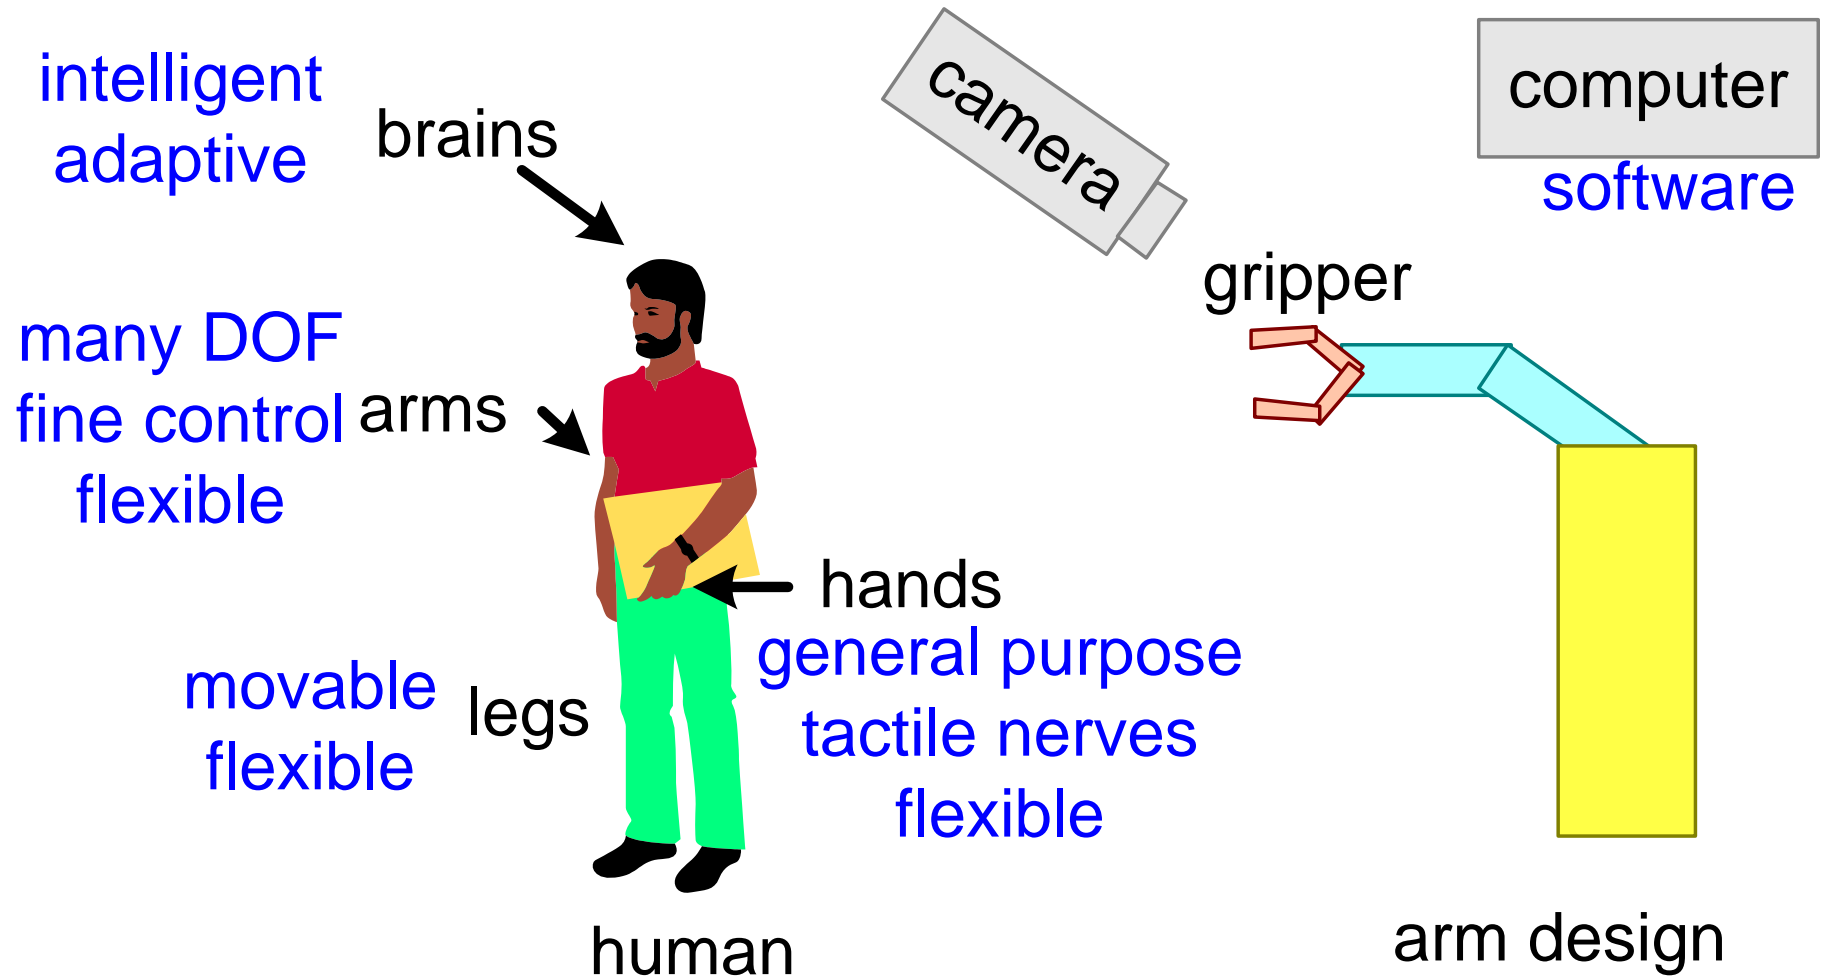 intelligent
adaptive
brains
many DOF
fine control
flexible
arms
movable
flexible
legs
hands
general purpose
tactile nerves
flexible
human
camera
computer
software
gripper
arm design